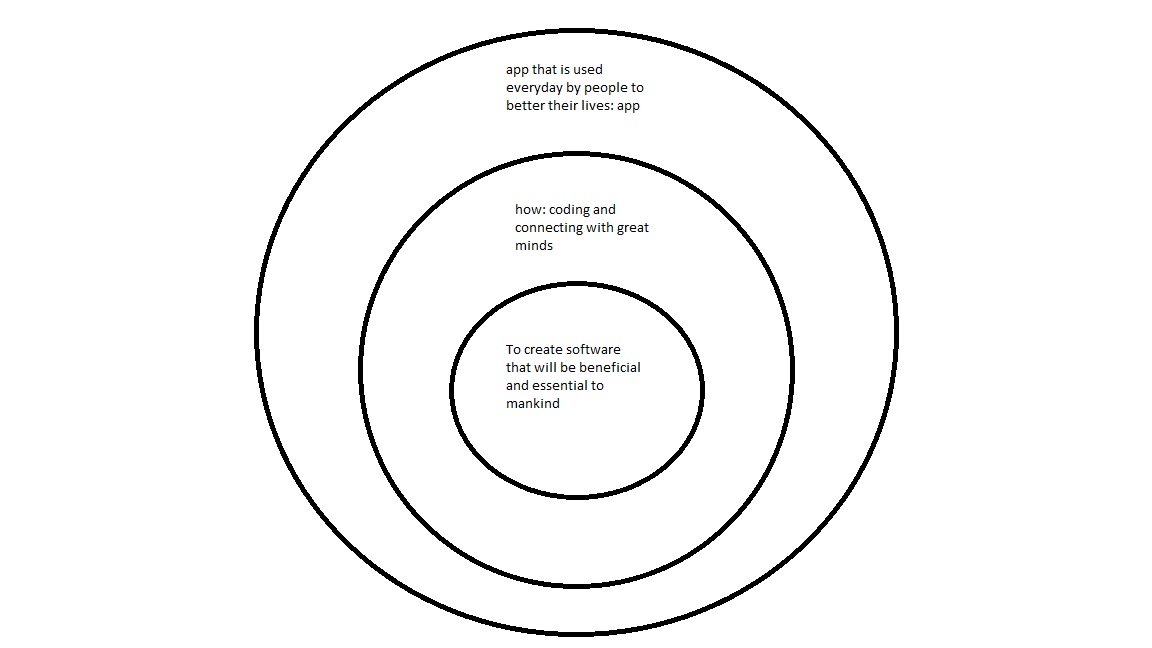 app that is used
everyday by people to
better their lives: app
how: coding and
connecting with great
minds
To create software
that will be beneficial
and essential to
mankind